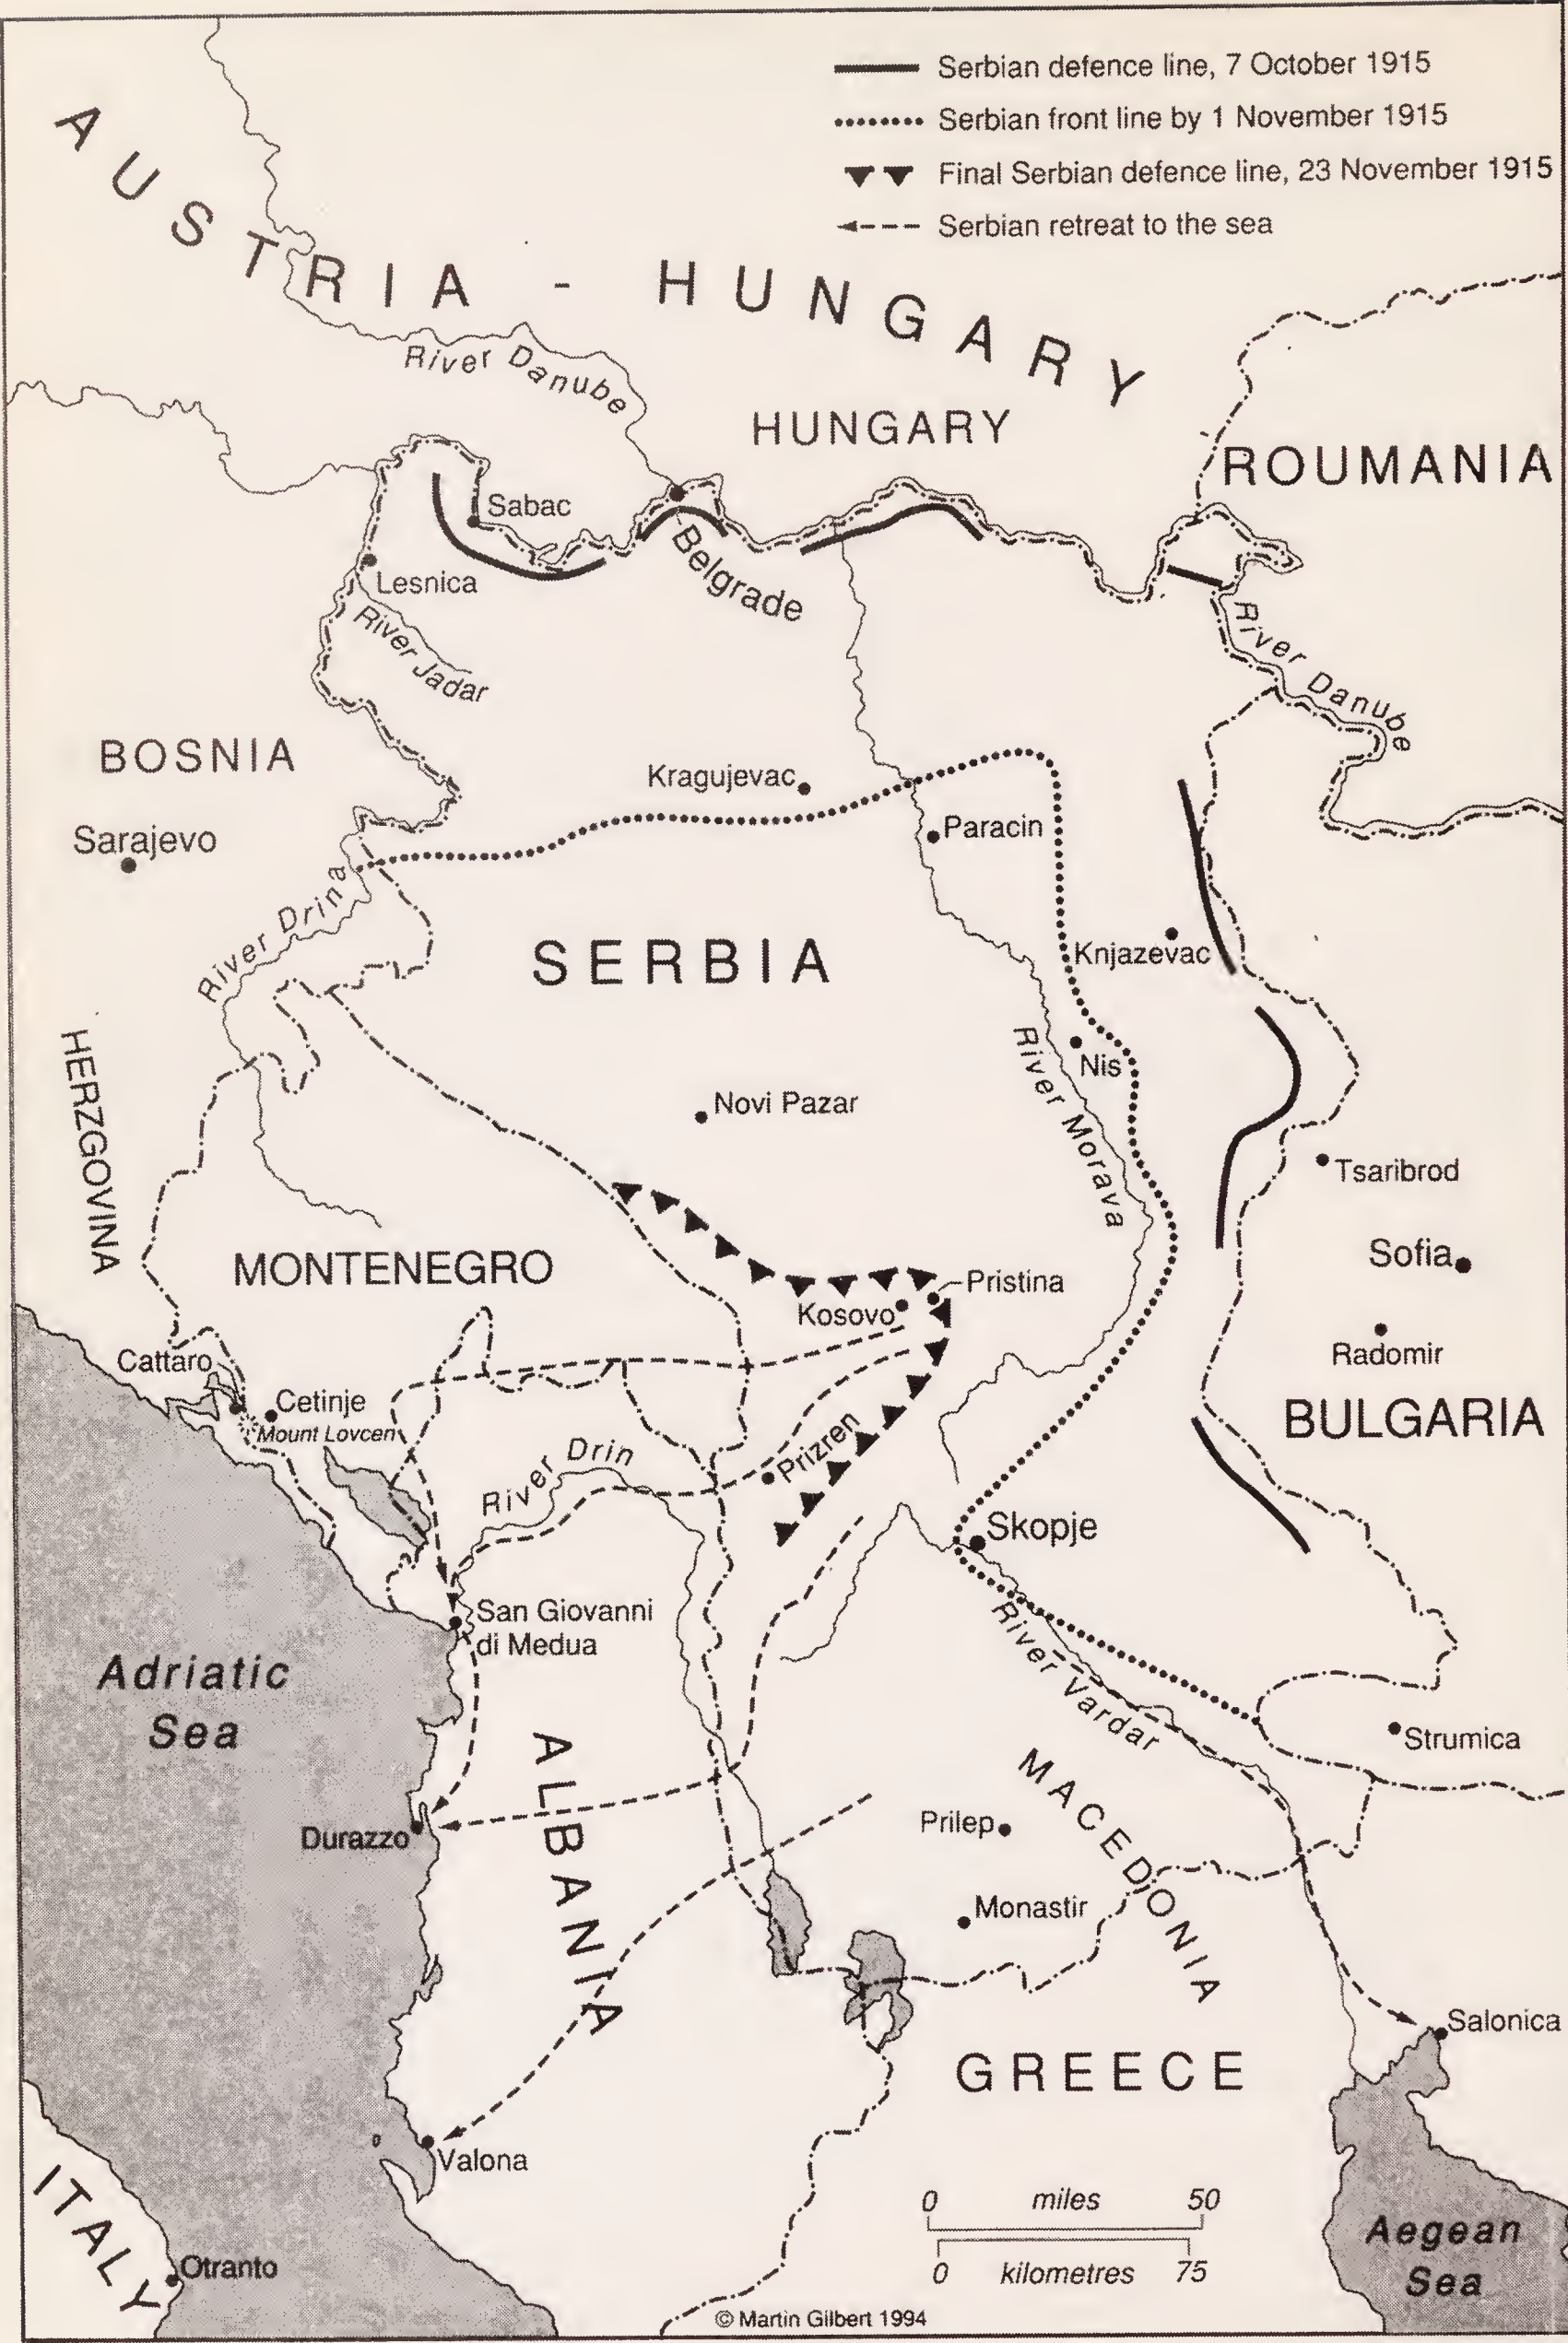 Serbian defence line, 7 October 1915
Serbian front line by 1 November 1915
Final Serbian defence line, 23 November 1915
Serbian retreat to the sea
AUSTRIA - HUNGARY
River Danube
HUNGARY
ROUMANIA
Sabac
Belgrade
Lesnica
River Jadar
River Danube
BOSNIA
Kragujevac
Sarajevo
Paracin
River Drina
SERBIA
Knjazevac
HERZGOVINA
River Morava
Nis
Novi Pazar
Tsaribrod
Sofia
MONTENEGRO
Pristina
Kosovo
Radomir
Cattaro
Cetinje
Mount Lovcen
BULGARIA
Prizren
River Drin
Skopje
San Giovanni
di Medua
River Vardar
Adriatic
Sea
Strumica
ALBANIA
MACEDONIA
Durazzo
Prilep
Monastir
Salonica
GREECE
Valona
ITALY
0 miles 50
0 kilometres 75
Aegean
Sea
Otranto
© Martin Gilbert 1994